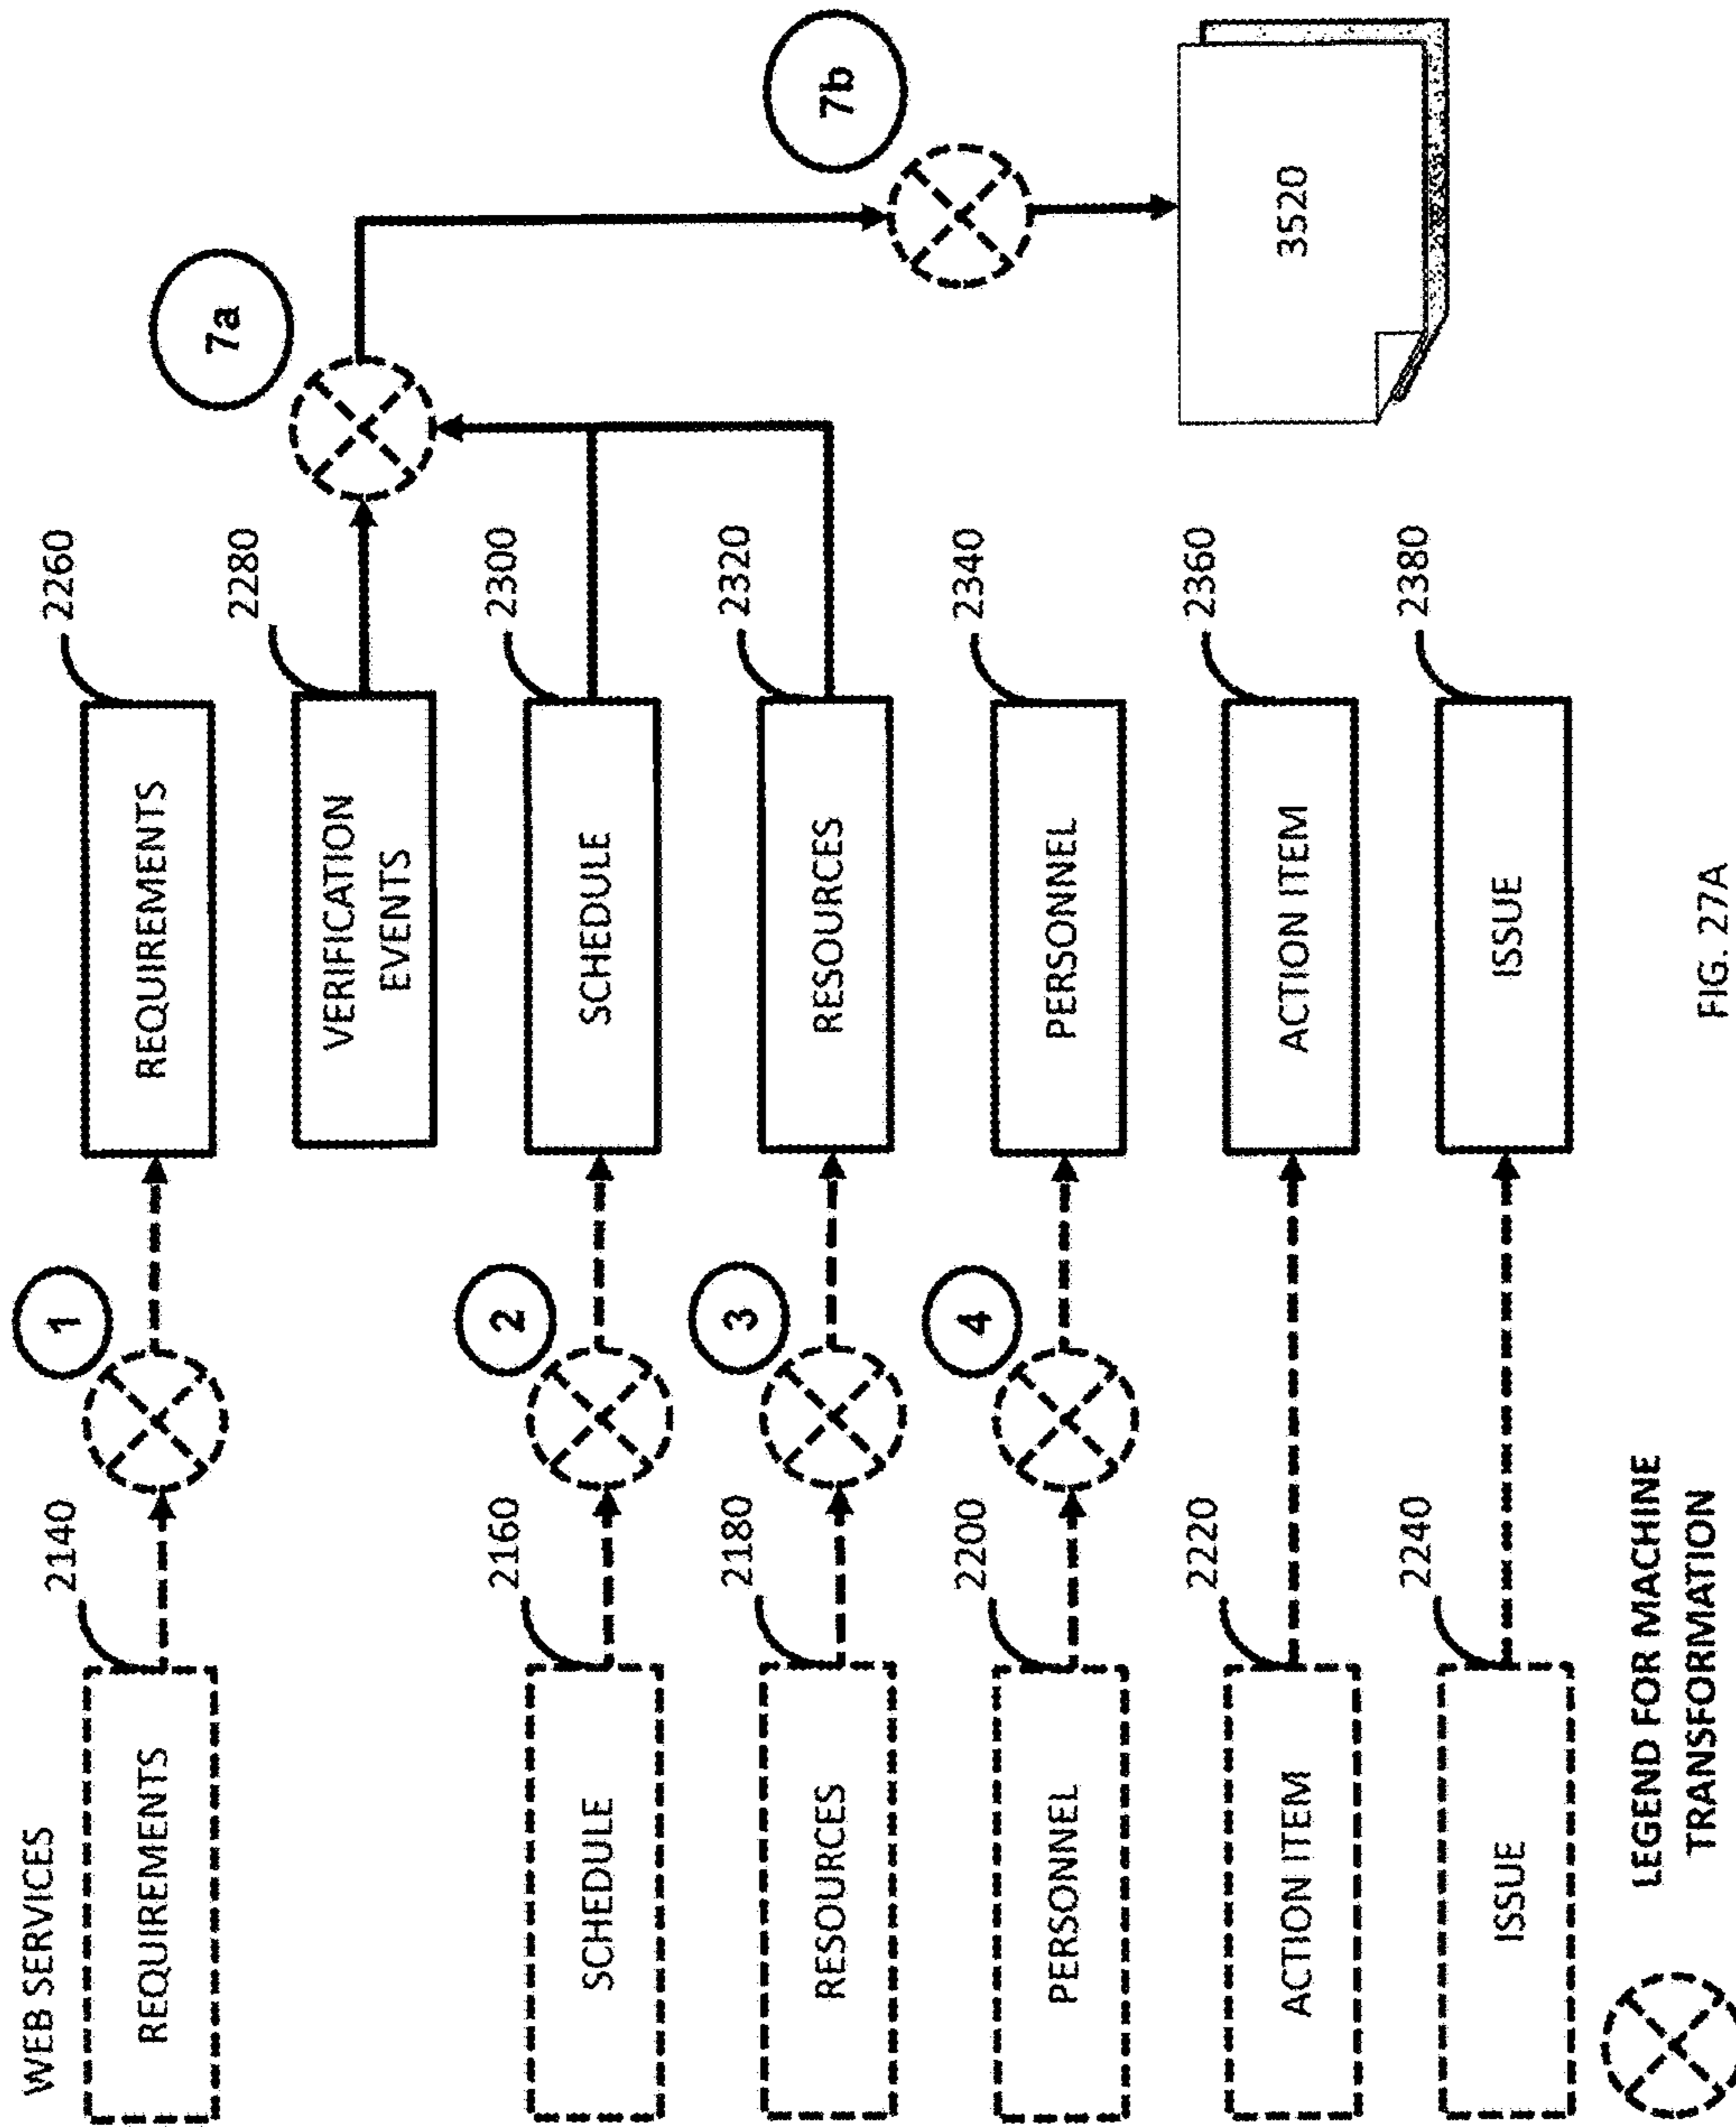 WEB SERVICES
2140
REQUIREMENTS
1
2260
REQUIREMENTS
2280
VERIFICATION
EVENTS
7a
2160
SCHEDULE
2
2300
SCHEDULE
7b
2180
RESOURCES
3
2320
RESOURCES
2200
PERSONNEL
4
2340
PERSONNEL
3520
2220
ACTION ITEM
2360
ACTION ITEM
2240
ISSUE
2380
ISSUE
LEGEND FOR MACHINE
TRANSFORMATION
FIG. 27A